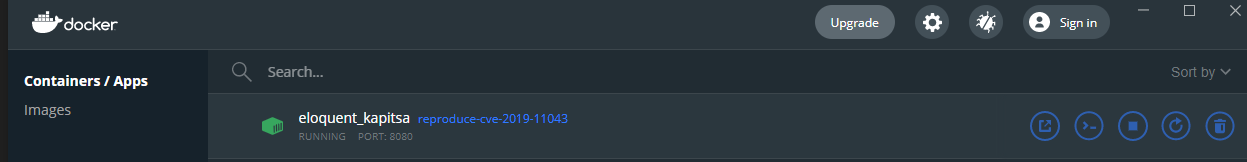 docker
Upgrade
Sign in
Containers / Apps
Images
Search...
Sort by
eloquent_kapitsa reproduce-cve-2019-11043
RUNNING PORT: 8080